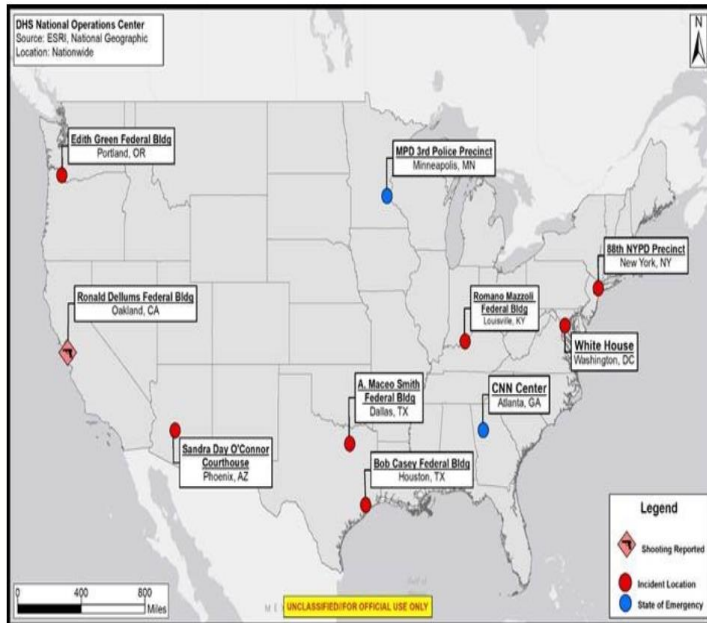 DHS National Operations Center
Source: ESRI, National Geographic
Location: Nationwide
N
Edith Green Federal Bldg
Portland, OR
MPD 3rd Police Precinct
Minneapolis, MN
88th NYPD Precinct
New York, NY
Ronald Dellums Federal Bldg
Oakland, CA
Romano Mazzoli
Federal Bldg
Louisville, KY
White House
Washington, DC
A. Maceo Smith
Federal Bldg
Dallas, TX
CNN Center
Atlanta, GA
Sandra Day O'Connor
Courthouse
Phoenix, AZ
Bob Casey Federal Bldg
Houston, TX
Legend
Shooting Reported
Incident Location
State of Emergency
0 400 800
Miles
UNCLASSIFIED//FOR OFFICIAL USE ONLY